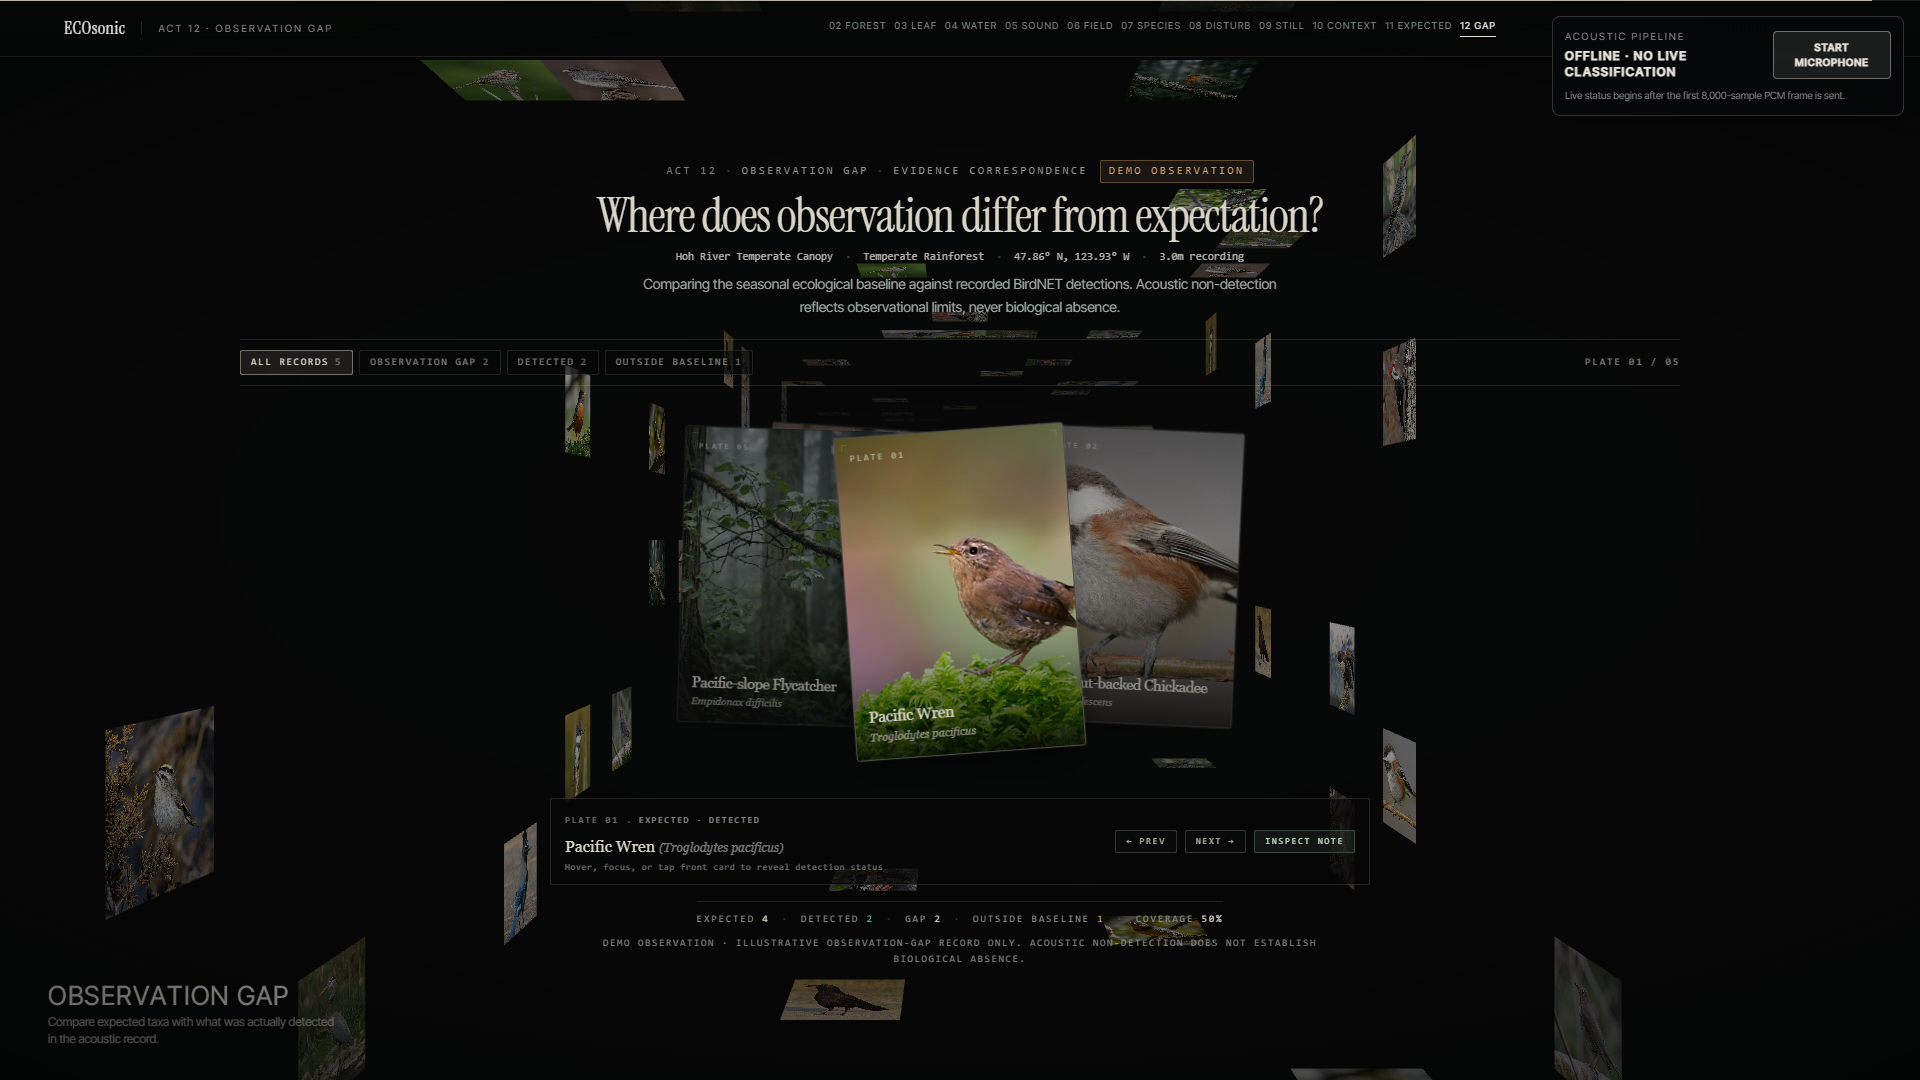 ECOsonic
ACT 12 · OBSERVATION GAP
02 FOREST 03 LEAF 04 WATER 05 SOUND 06 FIELD 07 SPECIES 08 DISTURB 09 STILL 10 CONTEXT 11 EXPECTED 12 GAP
ACOUSTIC PIPELINE
OFFLINE · NO LIVE
CLASSIFICATION
START
MICROPHONE
Live status begins after the first 8,000-sample PCM frame is sent.
ACT 12 · OBSERVATION GAP · EVIDENCE CORRESPONDENCE DEMO OBSERVATION
Where does observation differ from expectation?
Hoh River Temperate Canopy · Temperate Rainforest · 47.86° N, 123.93° W · 3.0m recording
Comparing the seasonal ecological baseline against recorded BirdNET detections. Acoustic non-detection
reflects observational limits, never biological absence.
ALL RECORDS 5 OBSERVATION GAP 2 DETECTED 2 OUTSIDE BASELINE 1
PLATE 01 / 05
PLATE 05
PLATE 01
TE 02
Pacific-slope Flycatcher
Empidonax difficilis
Pacific Wren
Troglodytes pacificus
ut-backed Chickadee
escens
PLATE 01 . EXPECTED · DETECTED
Pacific Wren (Troglodytes pacificus)
Hover, focus, or tap front card to reveal detection status
← PREV NEXT → INSPECT NOTE
EXPECTED 4 · DETECTED 2 · GAP 2 · OUTSIDE BASELINE 1 COVERAGE 50%
DEMO OBSERVATION · ILLUSTRATIVE OBSERVATION-GAP RECORD ONLY. ACOUSTIC NON-DETECTION DOES NOT ESTABLISH
BIOLOGICAL ABSENCE.
OBSERVATION GAP
Compare expected taxa with what was actually detected
in the acoustic record.